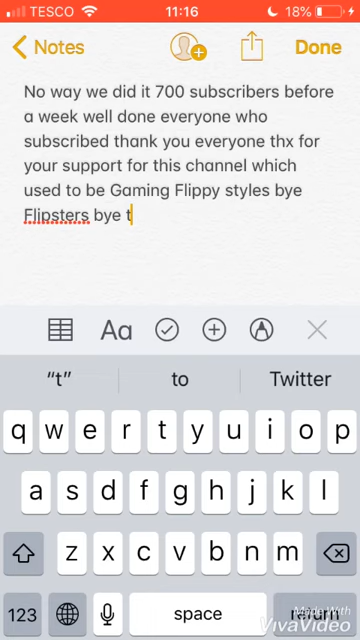 TESCO 11:16 18%
Notes Done
No way we did it 700 subscribers before
a week well done everyone who
subscribed thank you everyone thx for
your support for this channel which
used to be Gaming Flippy styles bye
Flipsters bye t
Aa
“t” to Twitter
q w e r t y u i o p
a s d f g h j k l
z x c v b n m
123 space return
Made With
VivaVideo